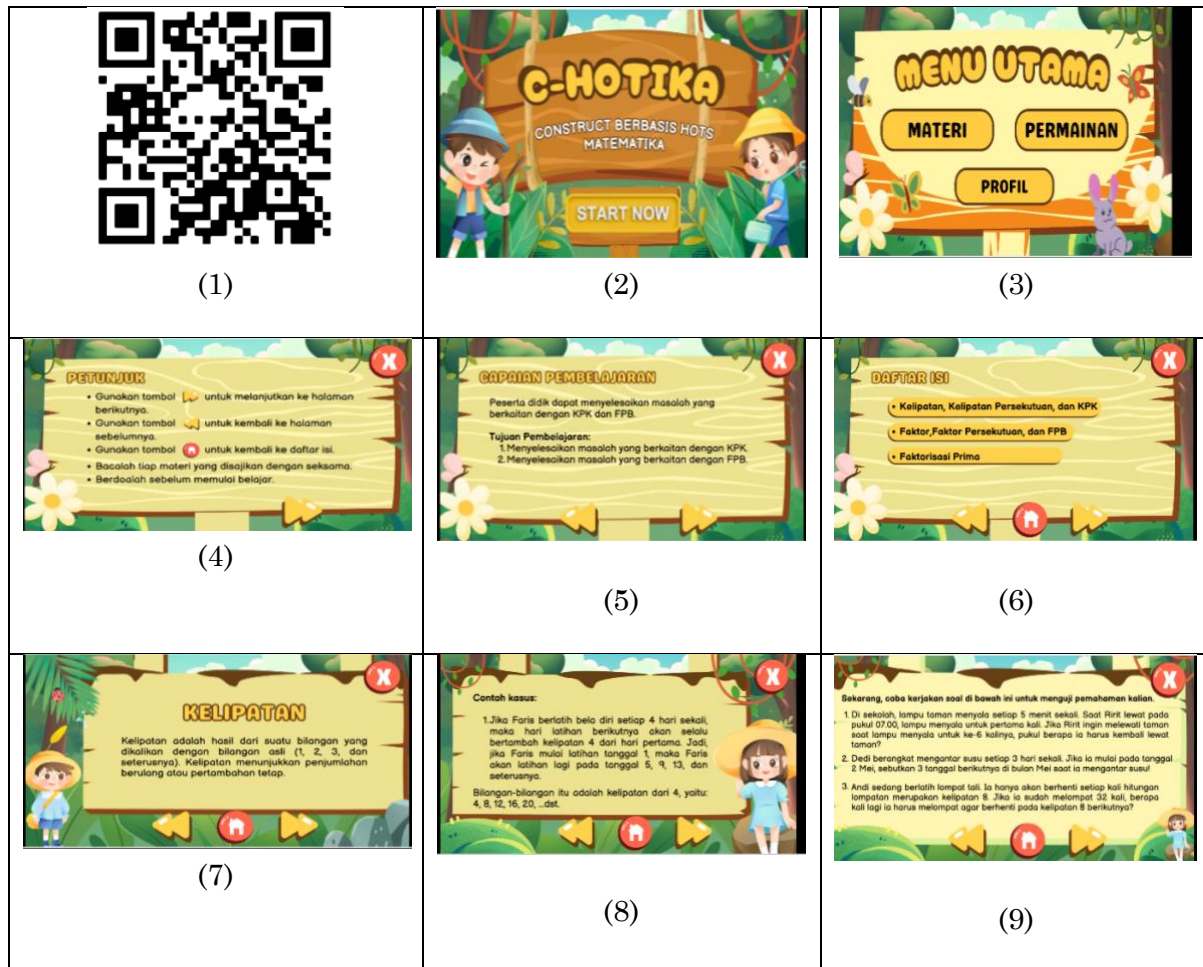 (1)
C-HOTIKA
CONSTRUCT BERBASIS HOTS
MATEMATIKA
START NOW
(2)
MENU UTAMA
MATERI
PERMAINAN
PROFIL
(3)
X
PETUNJUK
• Gunakan tombol untuk melanjutkan ke halaman
berikutnya.
• Gunakan tombol untuk kembali ke halaman
sebelumnya.
• Gunakan tombol untuk kembali ke daftar isi.
• Bacalah tiap materi yang disajikan dengan seksama.
• Berdoalah sebelum memulai belajar.
(4)
X
CAPAIAN PEMBELAJARAN
Peserta didik dapat menyelesaikan masalah yang
berkaitan dengan KPK dan FPB.
Tujuan Pembelajaran:
1. Menyelesaikan masalah yang berkaitan dengan KPK.
2. Menyelesaikan masalah yang berkaitan dengan FPB.
(5)
X
DAFTAR ISI
• Kelipatan, Kelipatan Persekutuan, dan KPK
• Faktor,Faktor Persekutuan, dan FPB
• Faktorisasi Prima
(6)
X
KELIPATAN
Kelipatan adalah hasil dari suatu bilangan yang
dikalikan dengan bilangan asli (1, 2, 3, dan
seterusnya). Kelipatan menunjukkan penjumlahan
berulang atau pertambahan tetap.
(7)
X
Contoh kasus:
1.Jika Faris berlatih bela diri setiap 4 hari sekali,
maka hari latihan berikutnya akan selalu
bertambah kelipatan 4 dari hari pertama. Jadi,
jika Faris mulai latihan tanggal 1, maka Faris
akan latihan lagi pada tanggal 5, 9, 13, dan
seterusnya.
Bilangan-bilangan itu adalah kelipatan dari 4, yaitu:
4, 8, 12, 16, 20, ...dst.
(8)
X
Sekarang, coba kerjakan soal di bawah ini untuk menguji pemahaman kalian.
1. Di sekolah, lampu taman menyala setiap 5 menit sekali. Saat Ririt lewat pada
pukul 07.00, lampu menyala untuk pertama kali. Jika Ririt ingin melewati taman
saat lampu menyala untuk ke-6 kalinya, pukul berapa ia harus kembali lewat
taman?
2. Dedi berangkat mengantar susu setiap 3 hari sekali. Jika ia mulai pada tanggal
2 Mei, sebutkan 3 tanggal berikutnya di bulan Mei saat ia mengantar susu!
3. Andi sedang berlatih lompat tali. Ia hanya akan berhenti setiap kali hitungan
lompatan merupakan kelipatan 8. Jika ia sudah melompat 32 kali, berapa
kali lagi ia harus melompat agar berhenti pada kelipatan 8 berikutnya?
(9)